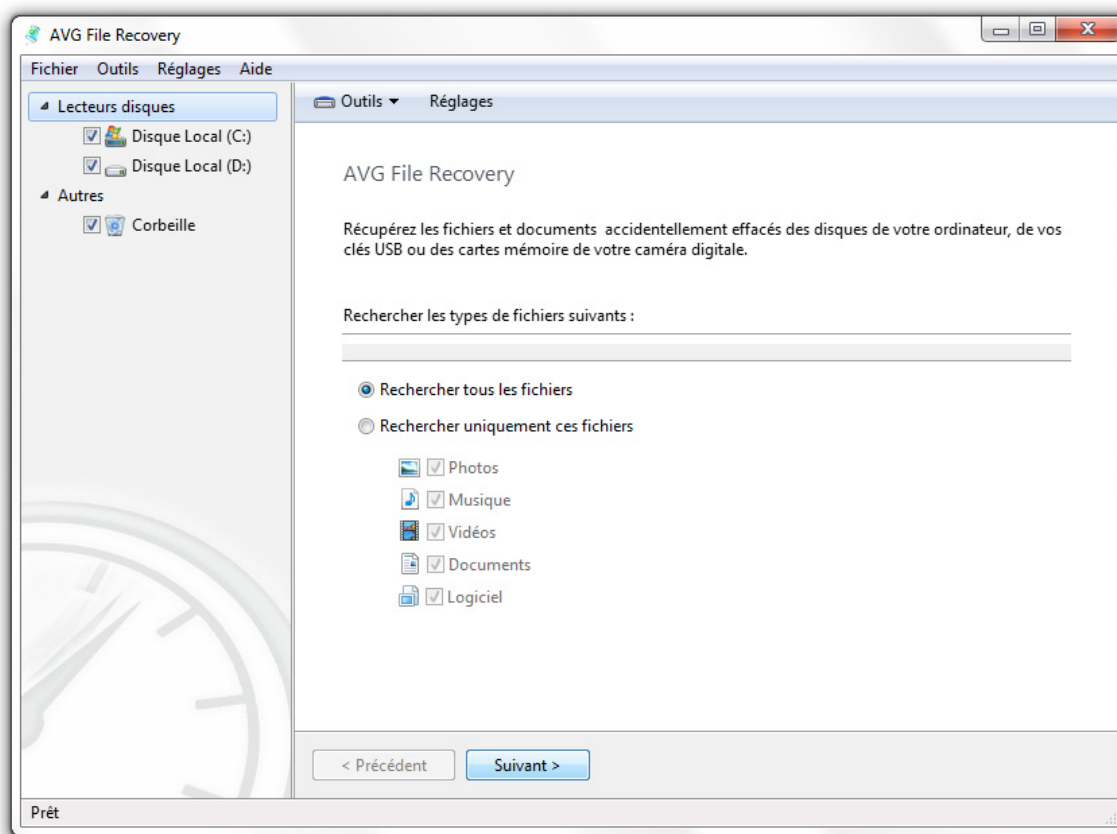 AVG File Recovery
Fichier Outils Réglages Aide
Lecteurs disques
Disque Local (C:)
Disque Local (D:)
Autres
Corbeille
Outils Réglages
AVG File Recovery
Récupérez les fichiers et documents accidentellement effacés des disques de votre ordinateur, de vos
clés USB ou des cartes mémoire de votre caméra digitale.
Rechercher les types de fichiers suivants :
Rechercher tous les fichiers
Rechercher uniquement ces fichiers
Photos
Musique
Vidéos
Documents
Logiciel
< Précédent Suivant >
Prêt